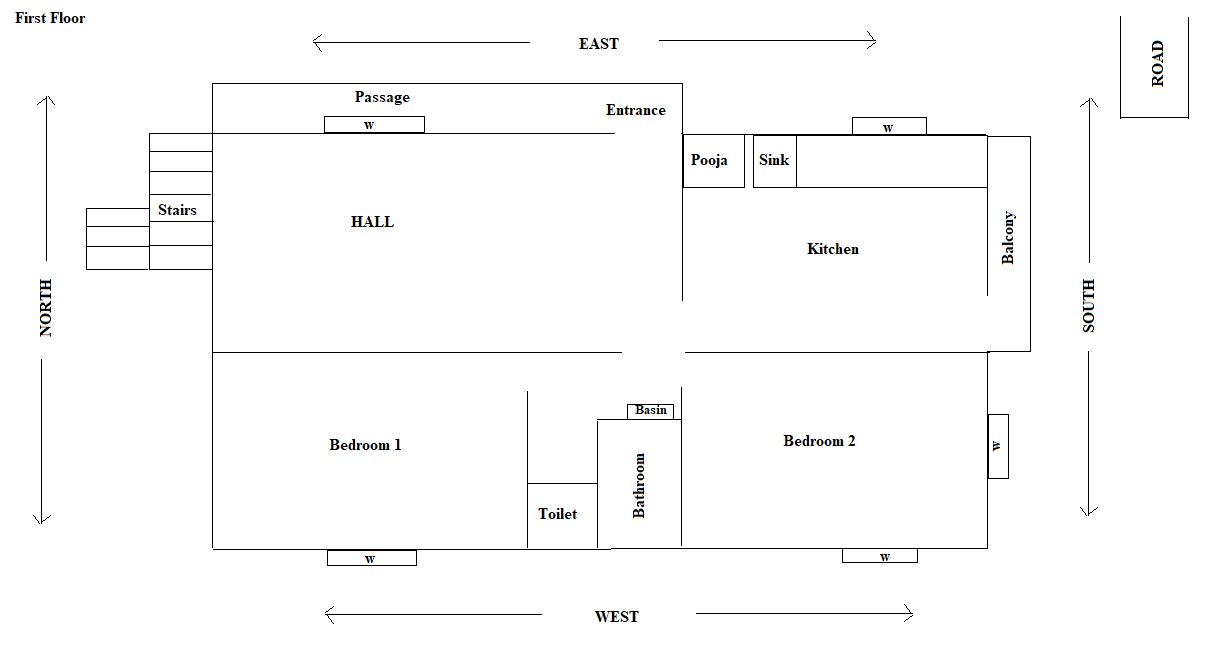 First Floor
EAST
ROAD
Passage
Entrance
w
w
Pooja
Sink
Stairs
HALL
Balcony
Kitchen
NORTH
SOUTH
Basin
Bedroom 1
Bedroom 2
w
Bathroom
Toilet
w
w
WEST